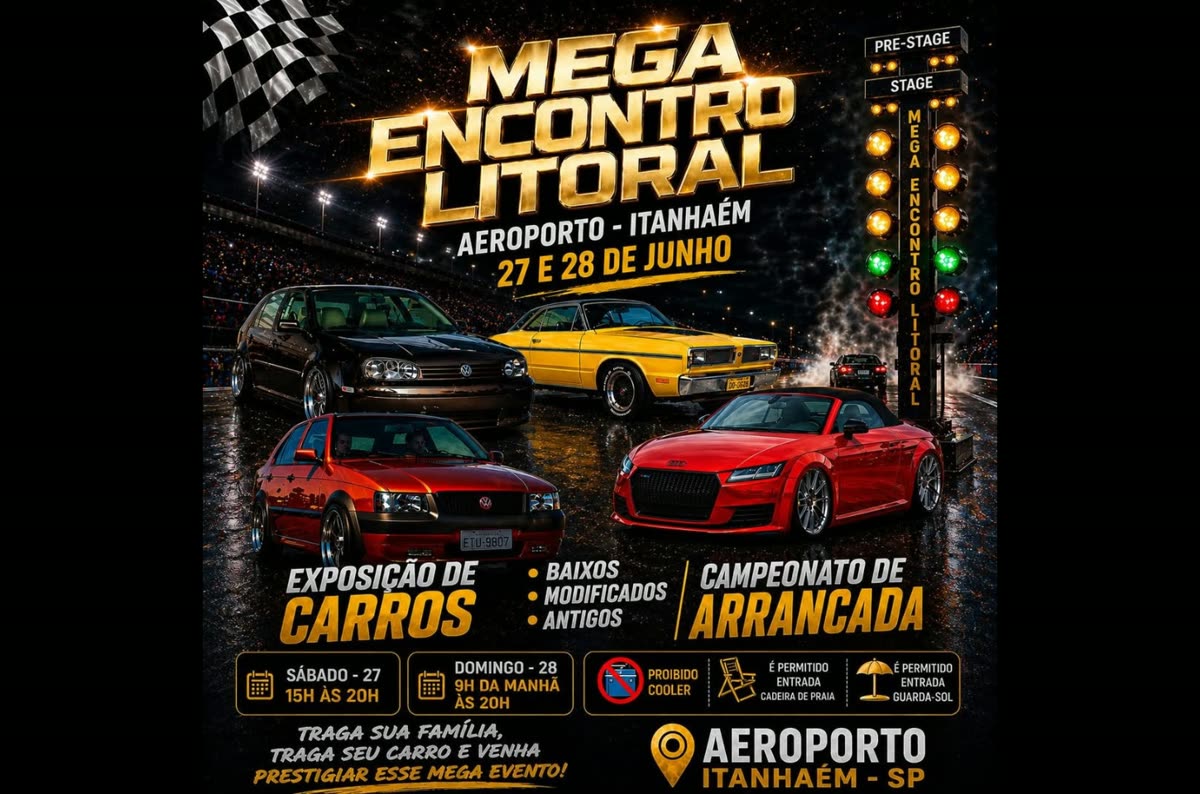 MEGA
ENCONTRO
LITORAL
AEROPORTO - ITANHAÉM
27 E 28 DE JUNHO
PRE-STAGE
STAGE
MEGA ENCONTRO LITORAL
ETU-9807
EXPOSIÇÃO DE
CARROS
• BAIXOS
• MODIFICADOS
• ANTIGOS
CAMPEONATO DE
ARRANCADA
SÁBADO - 27
15H ÀS 20H
DOMINGO - 28
9H DA MANHÃ
ÀS 20H
PROIBIDO
COOLER
É PERMITIDO
ENTRADA
CADEIRA DE PRAIA
É PERMITIDO
ENTRADA
GUARDA-SOL
TRAGA SUA FAMÍLIA,
TRAGA SEU CARRO E VENHA
PRESTIGIAR ESSE MEGA EVENTO!
AEROPORTO
ITANHAÉM - SP